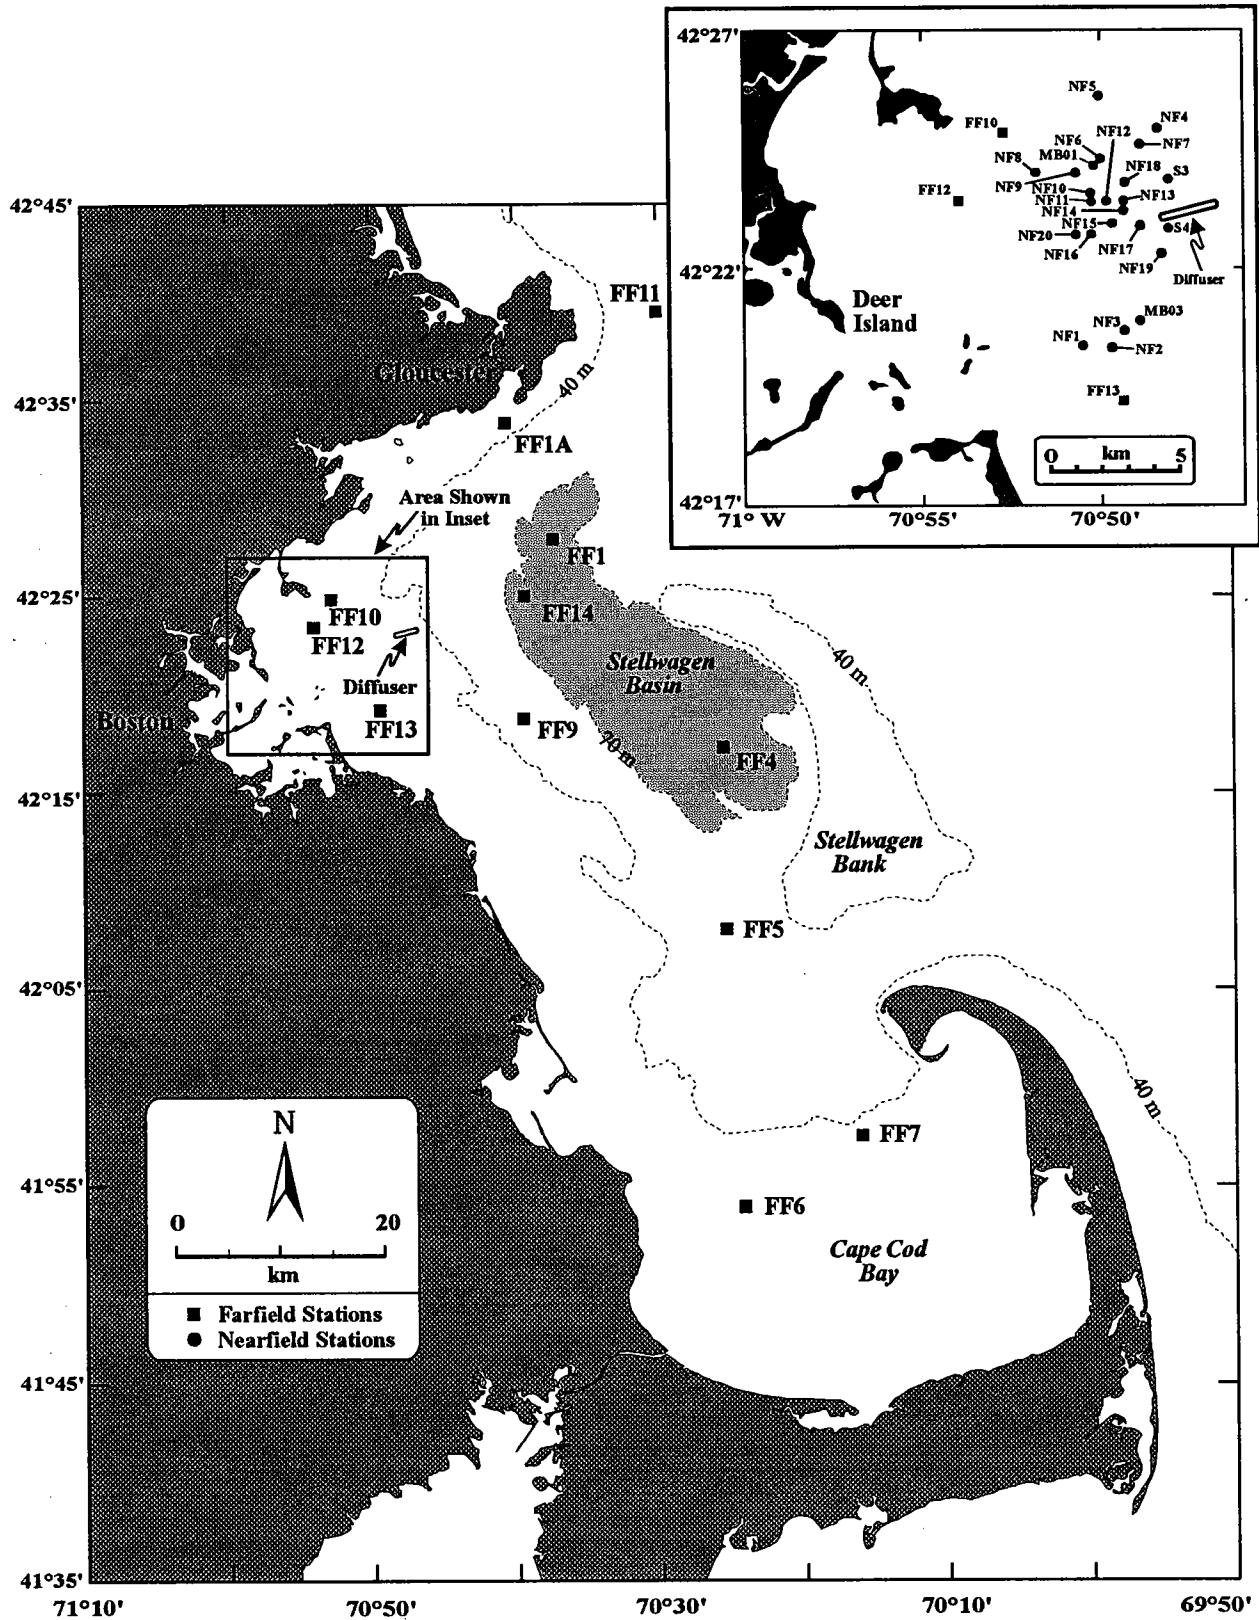 42°27'
NF5
NF4
FF10
NF12
NF6
NF7
MB01
NF8
NF18
S3
NF9
FF12
NF10
NF11
NF13
NF14
NF15
S4
NF20
NF16
NF17
NF19
42°22'
Diffuser
Deer
Island
MB03
NF3
NF1
NF2
FF13
0 km 5
42°17'
71° W
70°55'
70°50'
42°45'
FF11
Gloucester
40 m
42°35'
FF1A
Area Shown
in Inset
FF1
42°25'
FF10
FF14
FF12
Stellwagen
Basin
40 m
Diffuser
Boston
FF13
FF9
70 m
FF4
42°15'
Stellwagen
Bank
FF5
42°05'
40 m
N
FF7
41°55'
0 20
km
FF6
Cape Cod
Bay
Farfield Stations
Nearfield Stations
41°45'
41°35'
71°10'
70°50'
70°30'
70°10'
69°50'